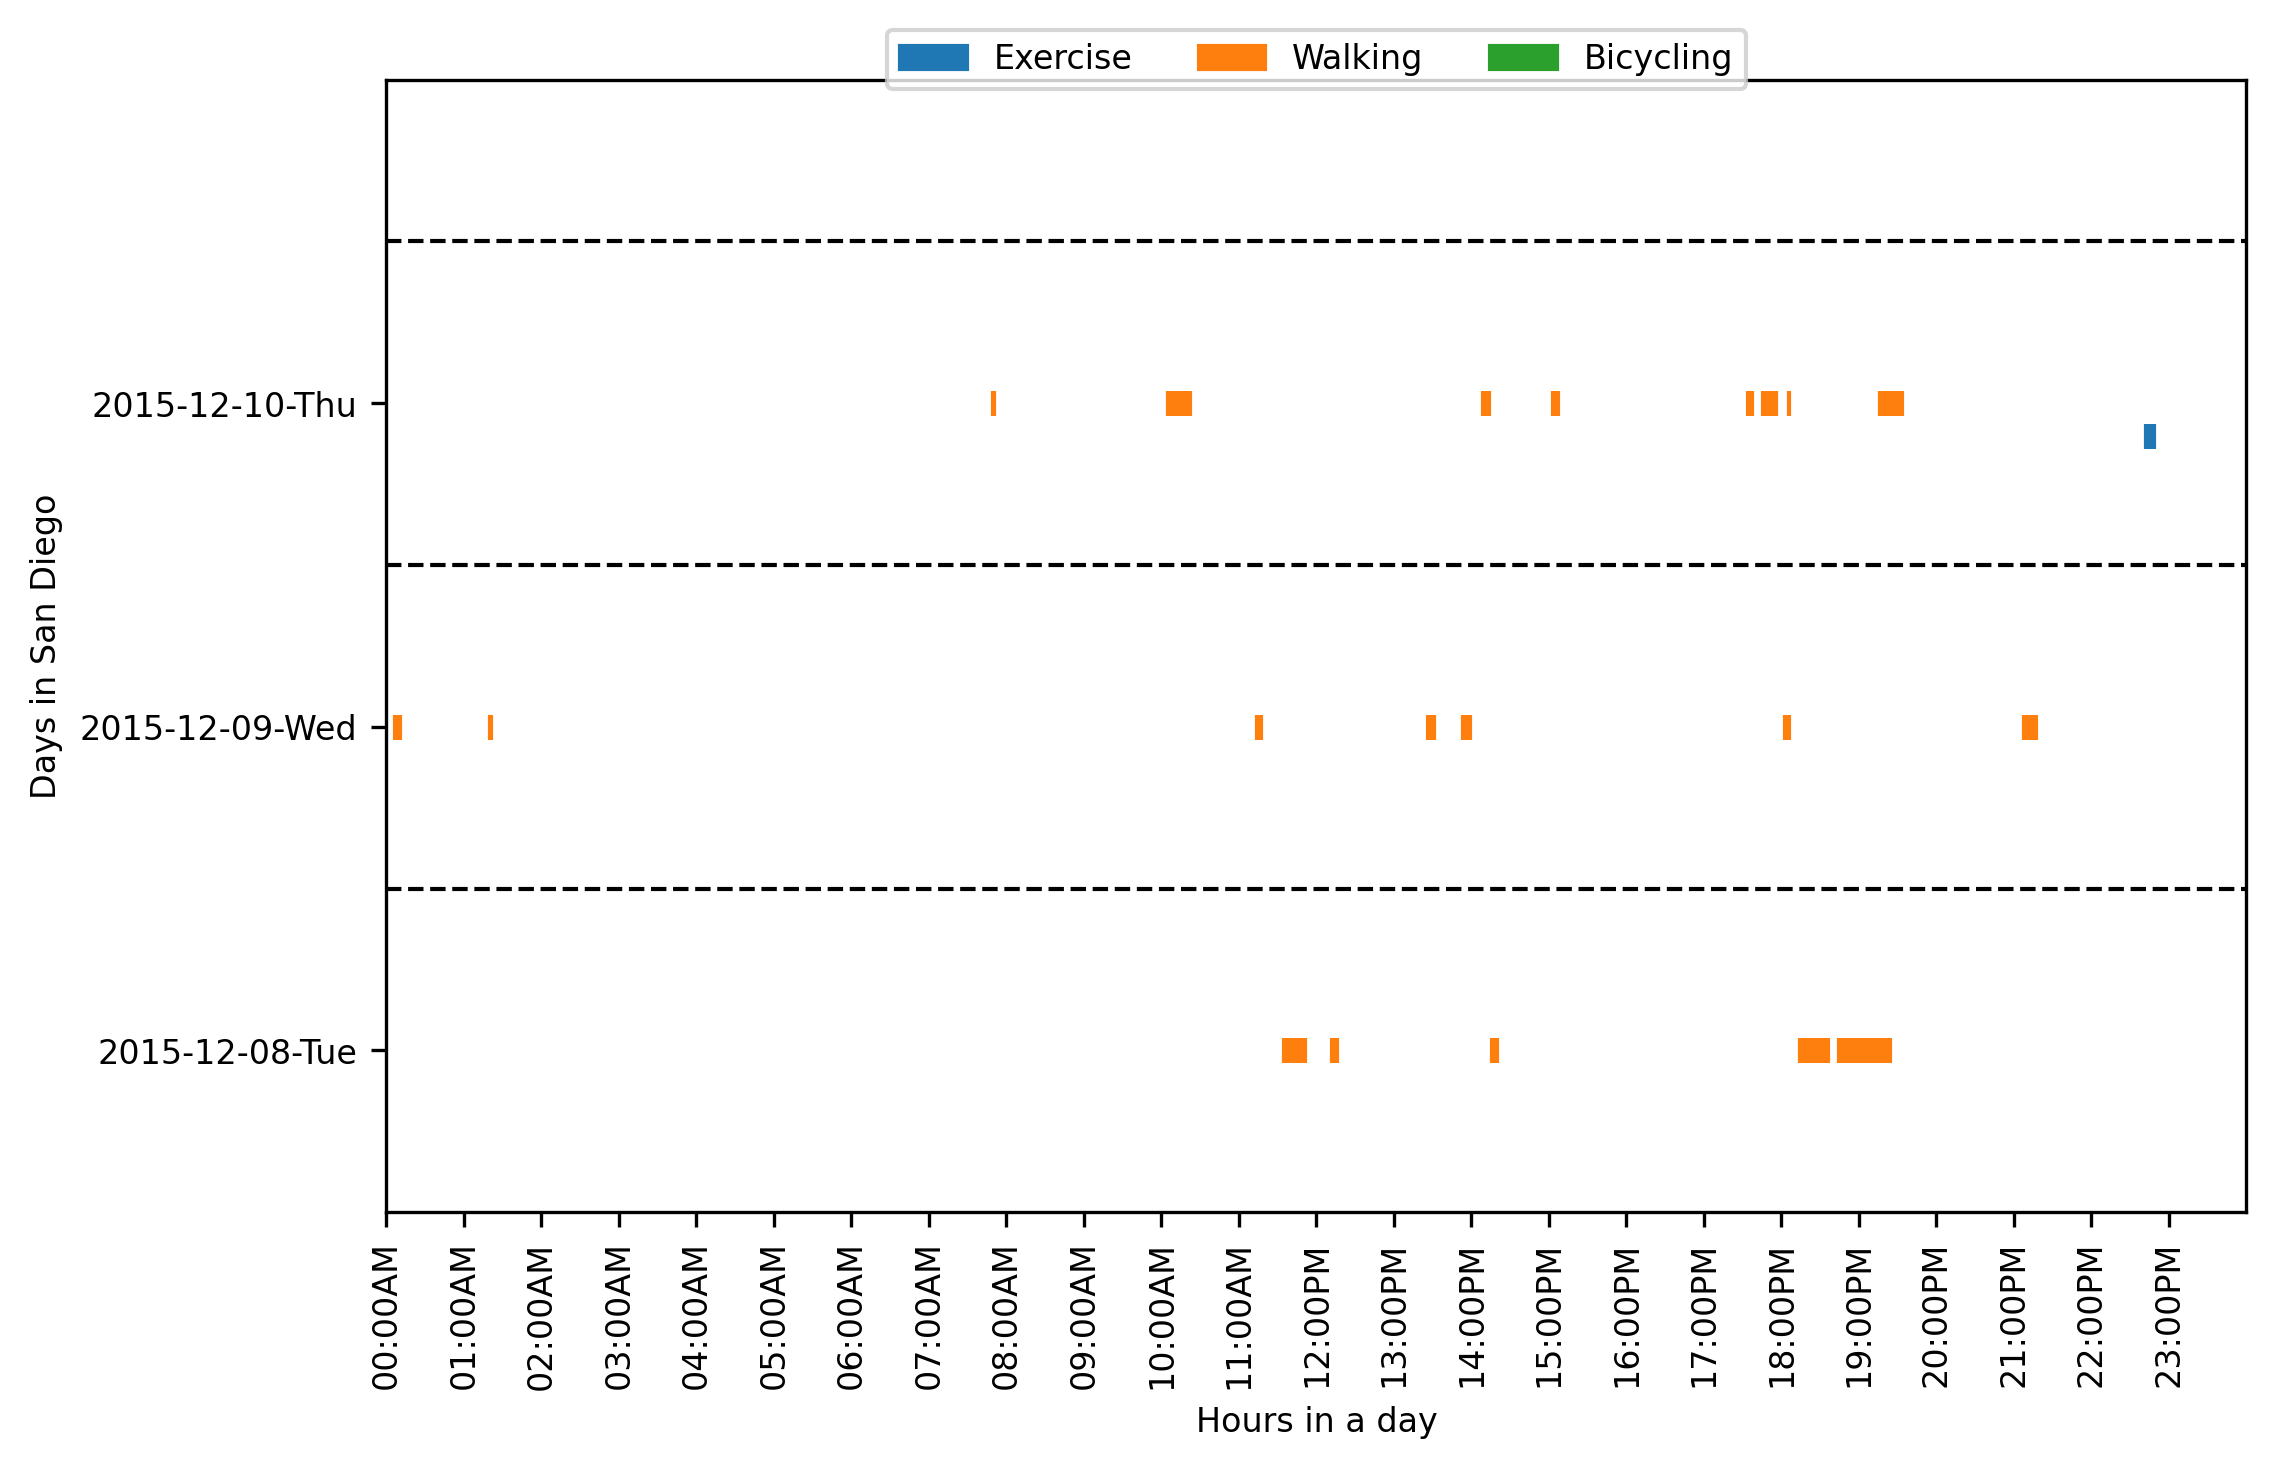 Exercise Walking Bicycling
2015-12-10-Thu
2015-12-09-Wed
2015-12-08-Tue
Days in San Diego
00:00AM 01:00AM 02:00AM 03:00AM 04:00AM 05:00AM 06:00AM 07:00AM 08:00AM 09:00AM 10:00AM 11:00AM 12:00PM 13:00PM 14:00PM 15:00PM 16:00PM 17:00PM 18:00PM 19:00PM 20:00PM 21:00PM 22:00PM 23:00PM
Hours in a day